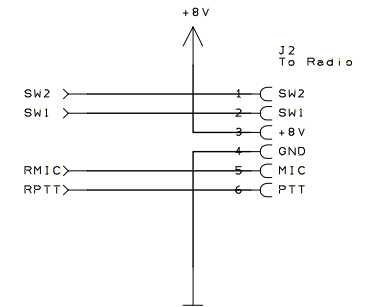 +8V
J2
To Radio
SW2 1 SW2
SW1 2 SW1
3 +8V
4 GND
RMIC 5 MIC
RPTT 6 PTT